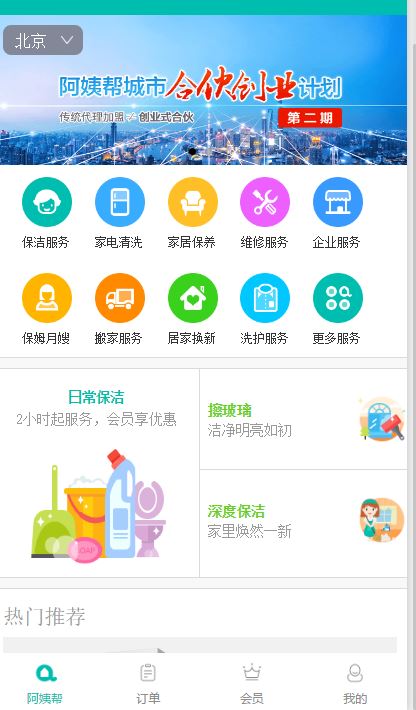 北京
阿姨帮城市合伙创业计划
传统代理加盟 创业式合伙
第二期
保洁服务 家电清洗 家居保养 维修服务 企业服务
保姆月嫂 搬家服务 居家换新 洗护服务 更多服务
日常保洁
2小时起服务，会员享优惠
擦玻璃
洁净明亮如初
SOAP
深度保洁
家里焕然一新
热门推荐
阿姨帮 订单 会员 我的